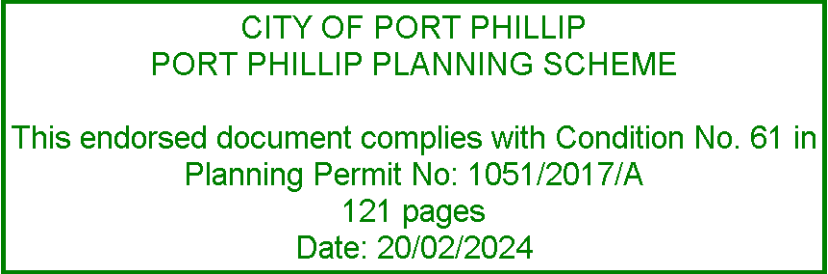 CITY OF PORT PHILLIP
PORT PHILLIP PLANNING SCHEME
This endorsed document complies with Condition No. 61 in
Planning Permit No: 1051/2017/A
121 pages
Date: 20/02/2024